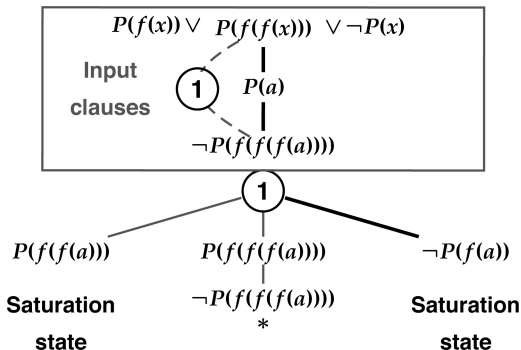 P(f(x)) ∨ P(f(f(x))) ∨ ¬P(x)
Input
clauses
1
P(a)
¬P(f(f(f(a))))
1
P(f(f(a))) P(f(f(f(a)))) ¬P(f(a))
¬P(f(f(f(a))))
Saturation
state
*
Saturation
state